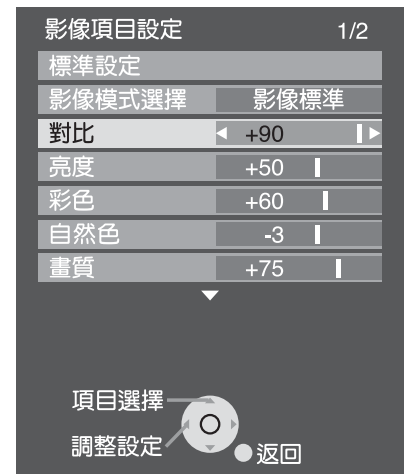 影像項目設定 1/2
標準設定
影像模式選擇 影像標準
對比 +90
亮度 +50
彩色 +60
自然色 -3
畫質 +75
項目選擇
調整設定
返回